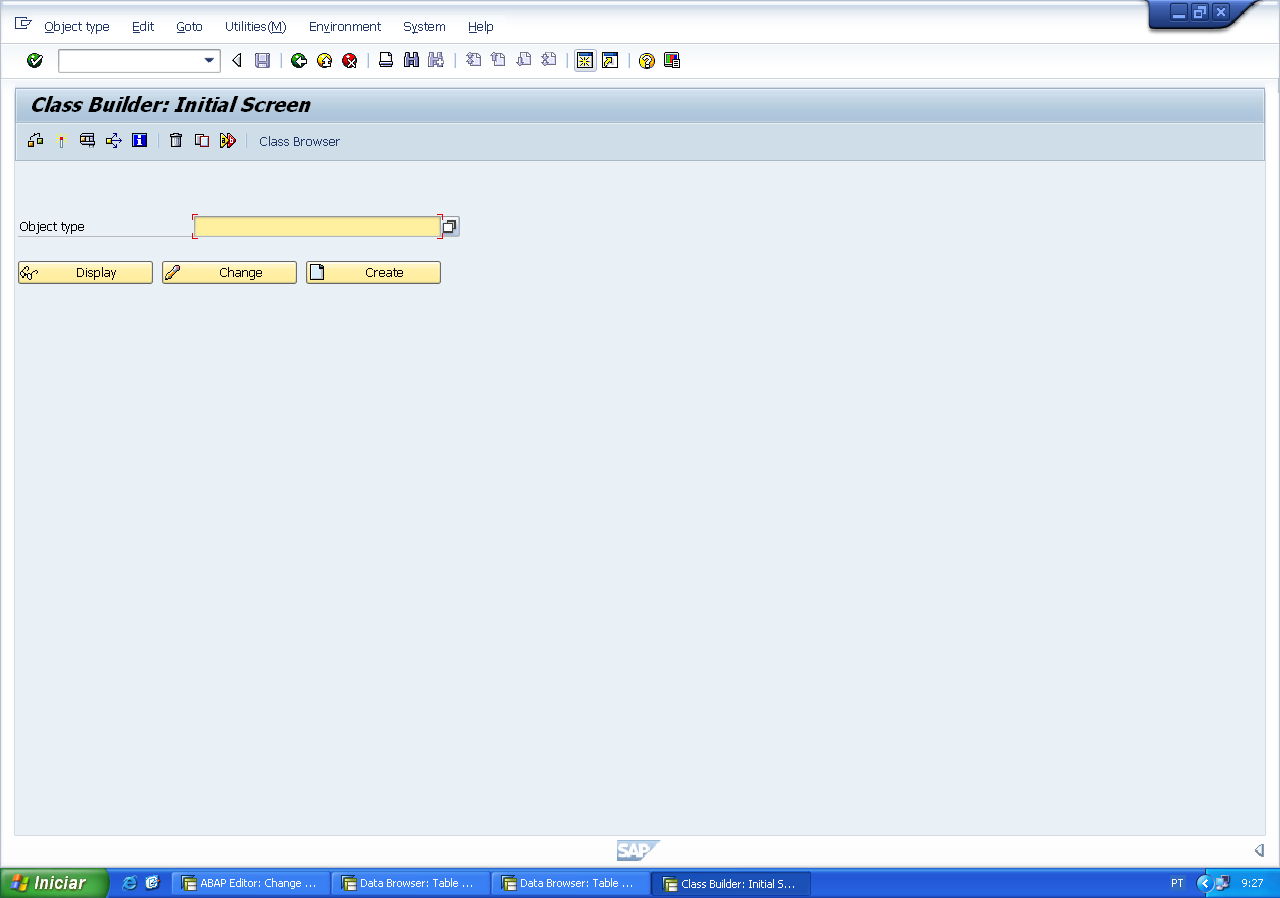 Object type Edit Goto Utilities(M) Environment System Help
Class Builder: Initial Screen
Class Browser
Object type
Display Change Create
SAP
Iniciar ABAP Editor: Change ... Data Browser: Table ... Data Browser: Table ... Class Builder: Initial S... PT 9:27